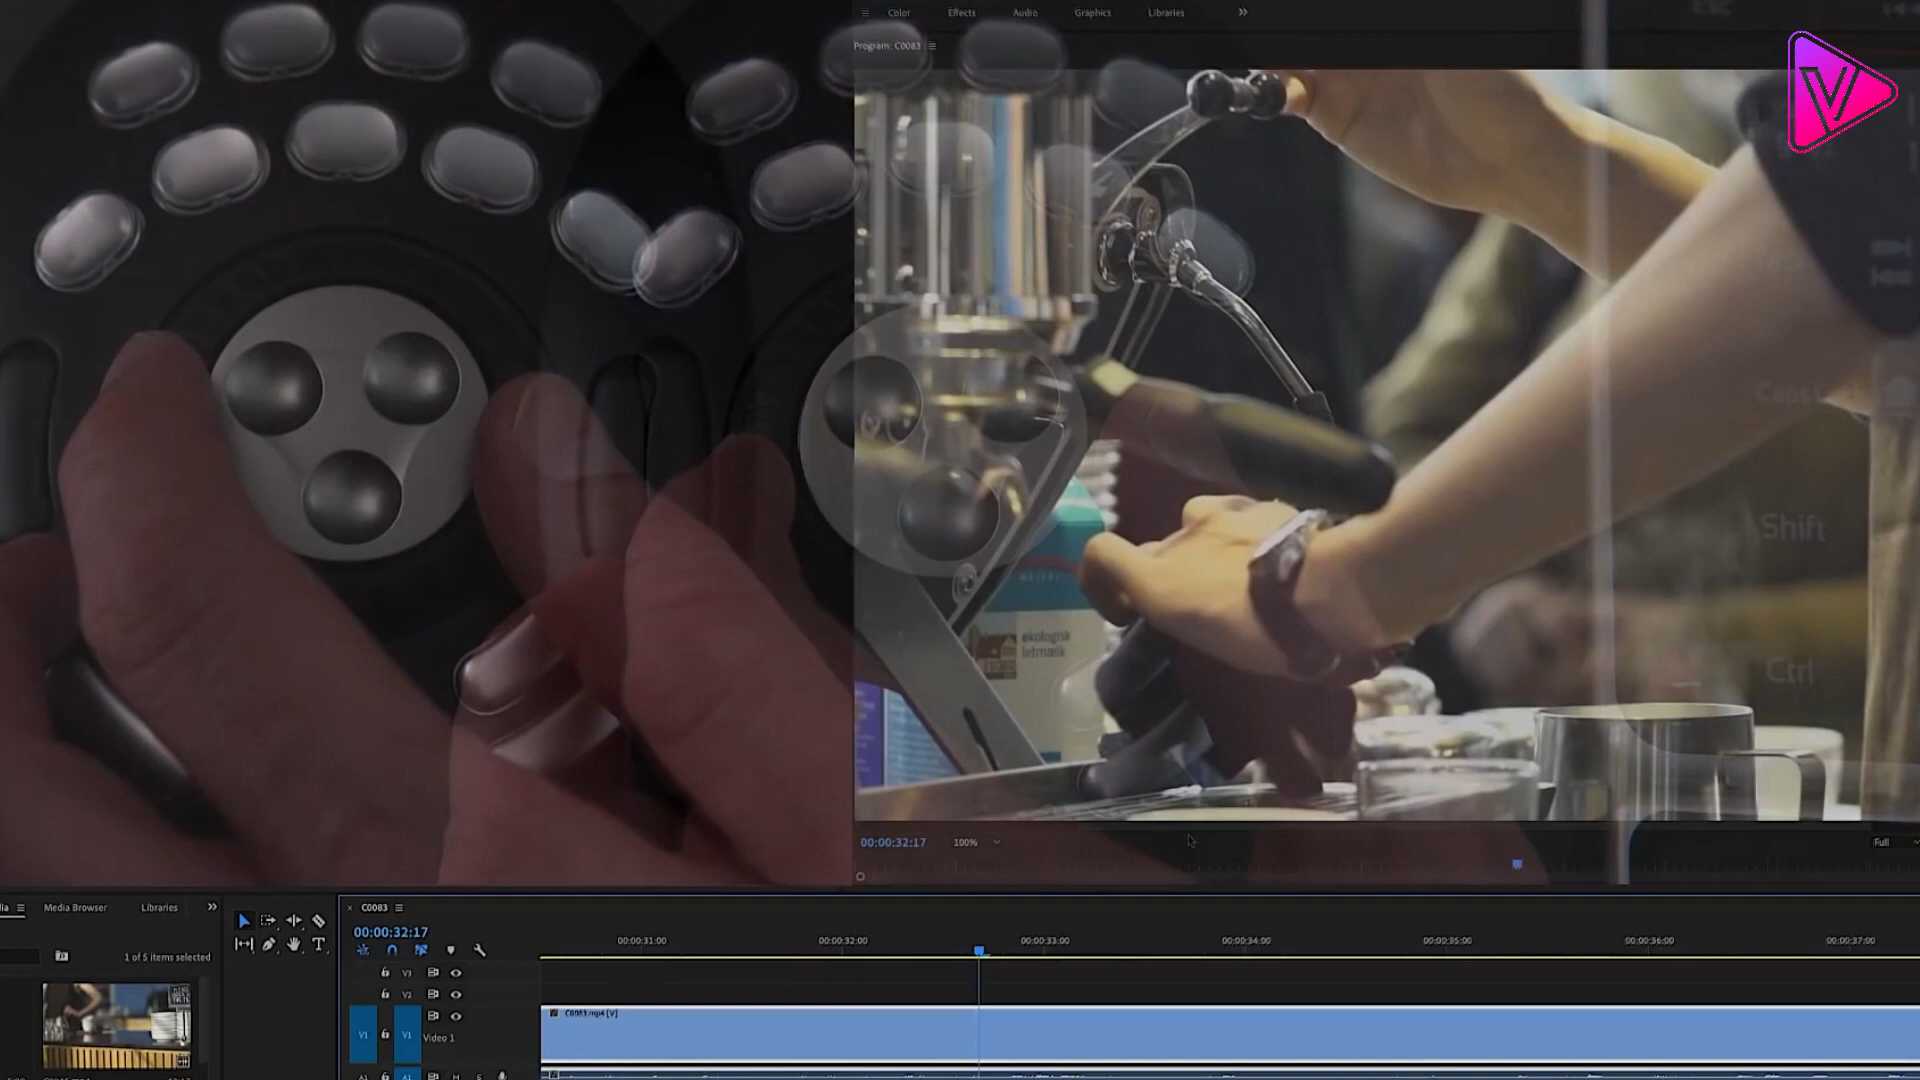 Color Effects Audio Graphics Libraries »
Program: C0083
V
Caps
Shift
ekologisk
letmælk
Ctrl
00:00:32:17 100% Full
Media Browser Libraries »
C0083
00:00:32:17
00:00:31:00 00:00:32:00 00:00:33:00 00:00:34:00 00:00:35:00 00:00:36:00 00:00:37:00
1 of 5 items selected
V3
V2
C0083.mp4 [V]
V1 V1 Video 1
A1 A1 M S